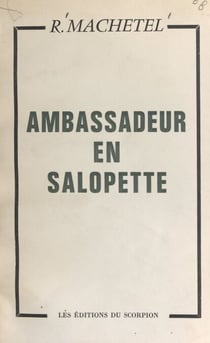 R. MACHETEL
AMBASSADEUR
EN
SALOPETTE
LES ÉDITIONS DU SCORPION